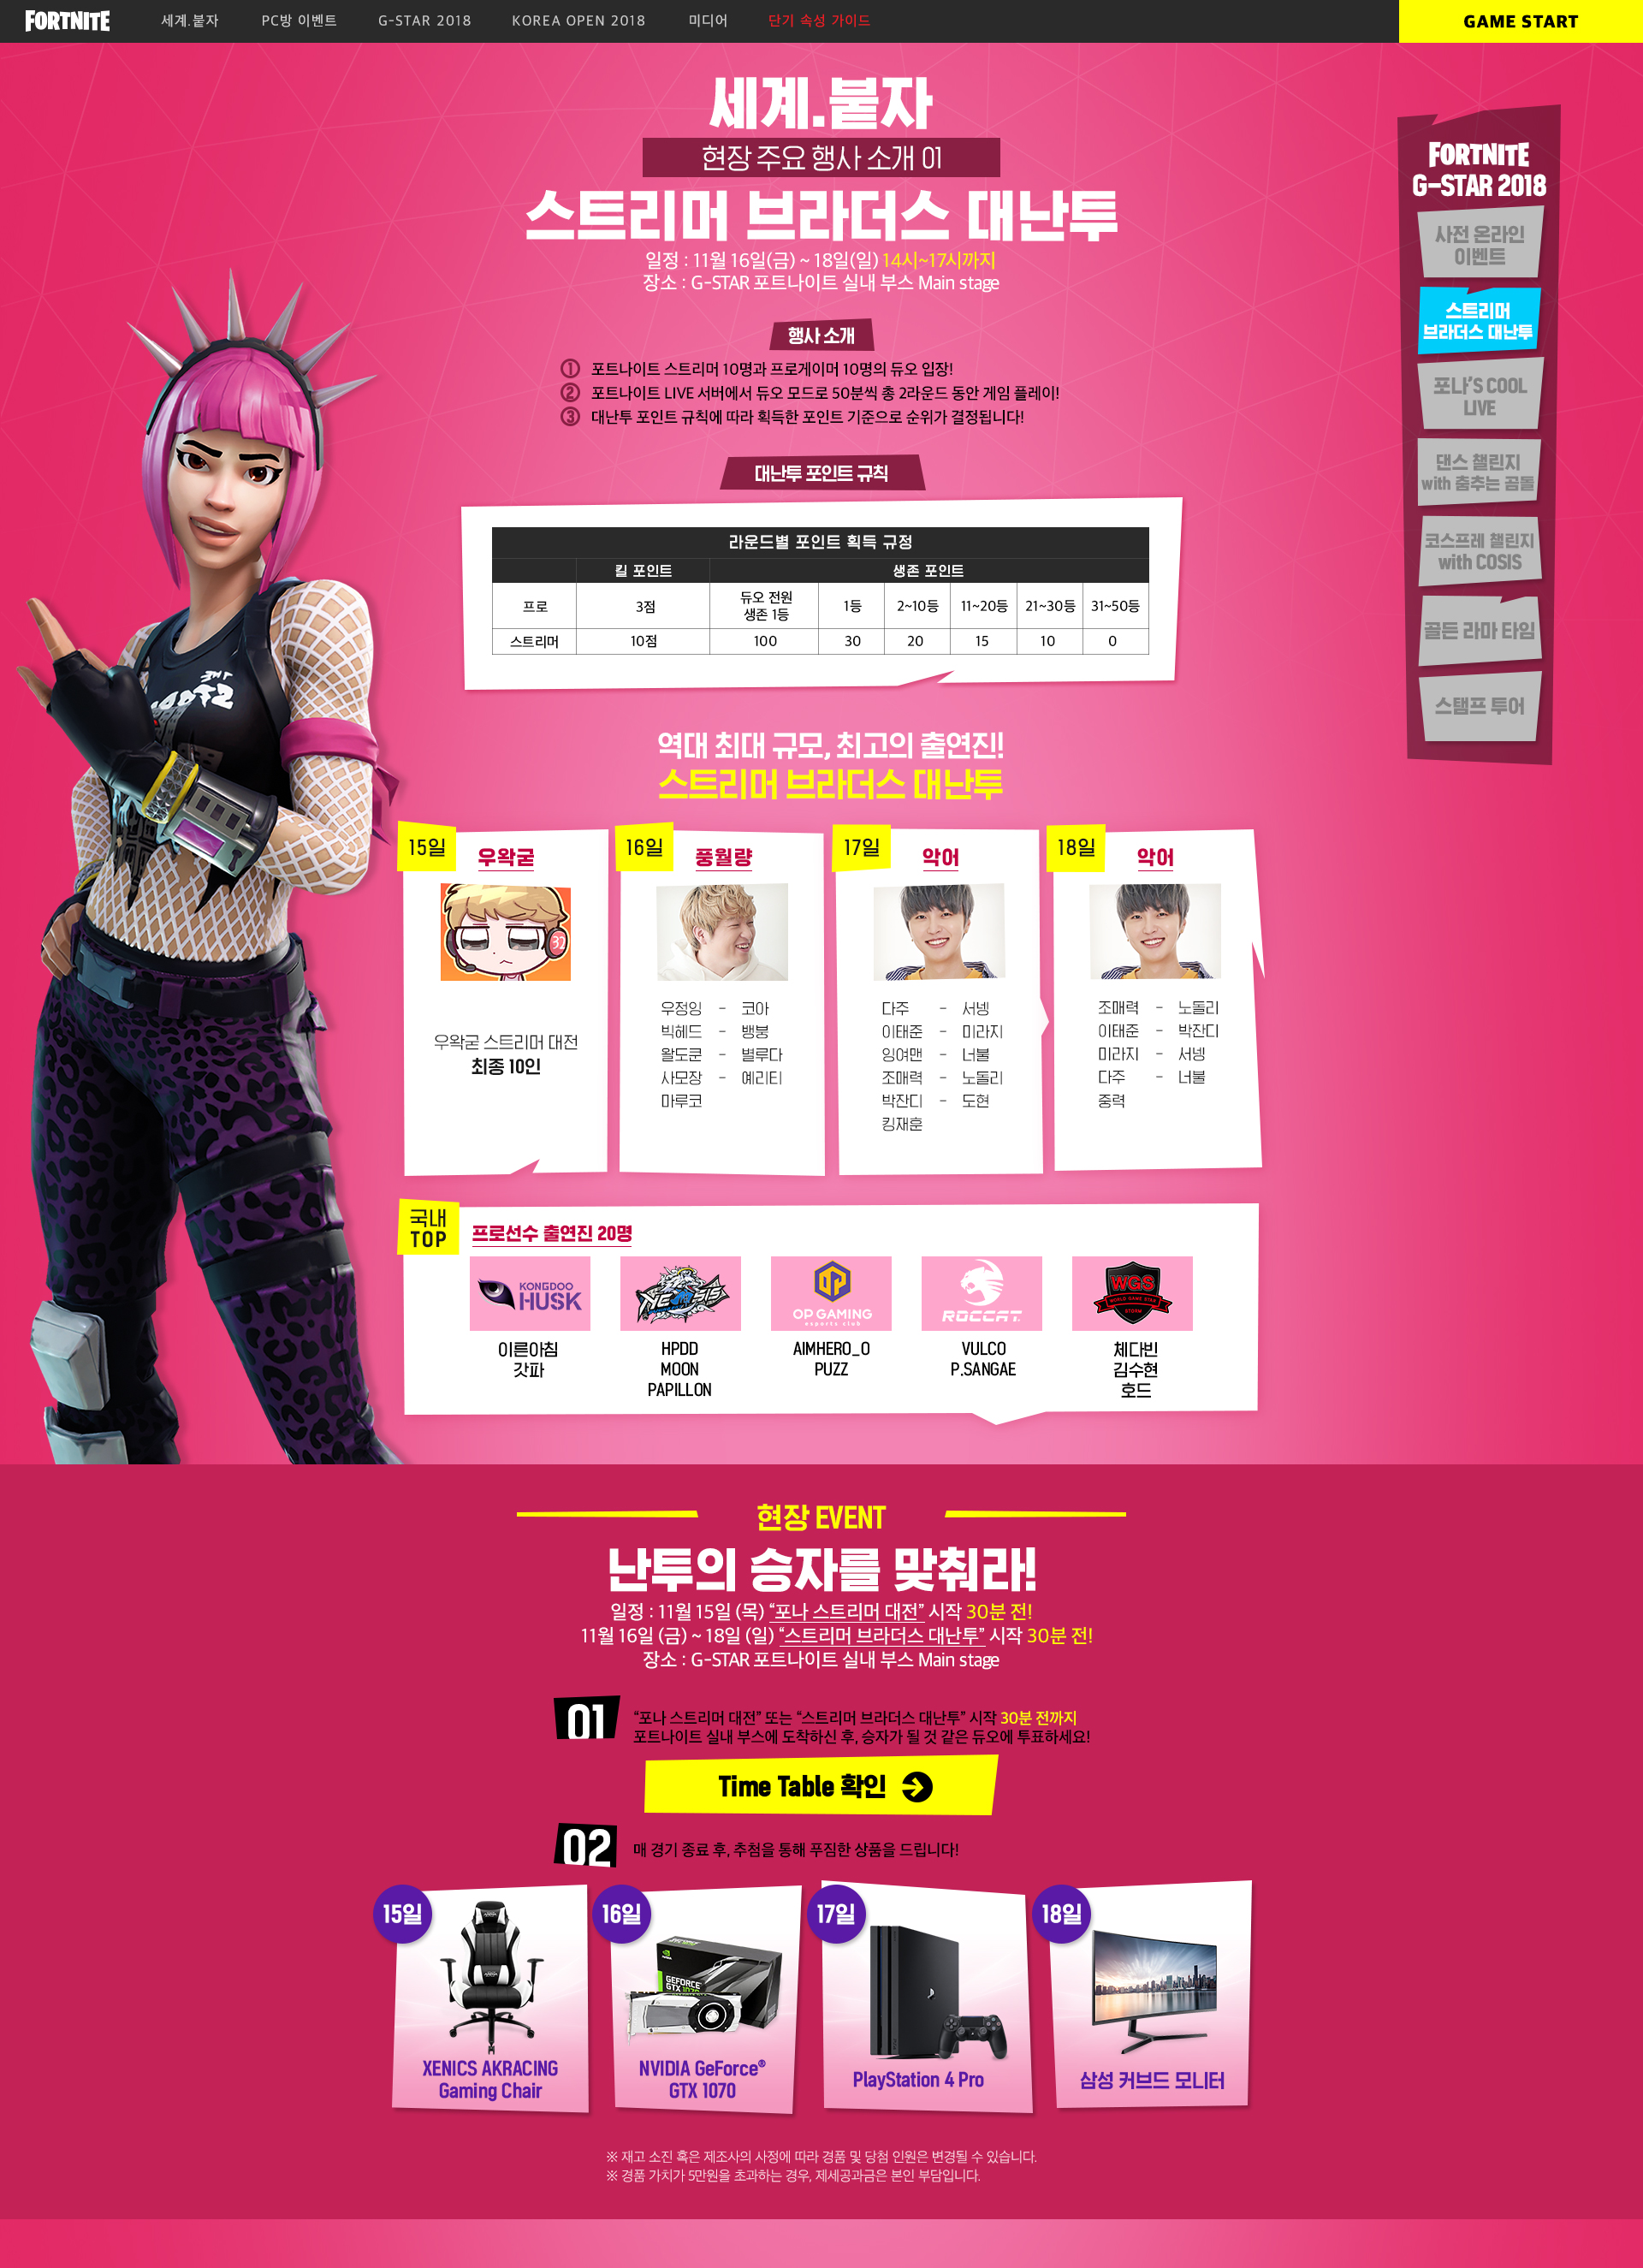 FORTNITE
세계.붙자
PC방 이벤트
G-STAR 2018
KOREA OPEN 2018
미디어
단기 속성 가이드
GAME START
세계.붙자
현장 주요 행사 소개 01
스트리머 브라더스 대난투
일정 : 11월 16일(금) ~ 18일(일) 14시~17시까지
장소 : G-STAR 포트나이트 실내 부스 Main stage
FORTNITE
G-STAR 2018
사전 온라인
이벤트
스트리머
브라더스 대난투
포나'S COOL
LIVE
댄스 챌린지
with 춤추는 곰돌
코스프레 챌린지
with COSIS
골든 라마 타임
스탬프 투어
행사 소개
① 포트나이트 스트리머 10명과 프로게이머 10명의 듀오 입장!
② 포트나이트 LIVE 서버에서 듀오 모드로 50분씩 총 2라운드 동안 게임 플레이!
③ 대난투 포인트 규칙에 따라 획득한 포인트 기준으로 순위가 결정됩니다!
대난투 포인트 규칙
라운드별 포인트 획득 규정
킬 포인트 생존 포인트
프로 3점 듀오 전원 생존 1등 1등 2~10등 11~20등 21~30등 31~50등
스트리머 10점 100 30 20 15 10 0
역대 최대 규모, 최고의 출연진!
스트리머 브라더스 대난투
15일 우왁굳
32
우왁굳 스트리머 대전
최종 10인
16일 풍월량
우정잉 - 코아
빅헤드 - 뱅붕
왈도쿤 - 별루다
사모장 - 예리티
마루코
17일 악어
다주 - 서넹
이태준 - 미라지
잉여맨 - 너불
조매력 - 노돌리
박잔디 - 도현
킹재훈
18일 악어
조매력 - 노돌리
이태준 - 박잔디
미라지 - 서넹
다주 - 너불
중력
국내
TOP
프로선수 출연진 20명
KONGDOO
HUSK
이른아침
갓파
NEMESIS
HPDD
MOON
PAPILLON
OP GAMING
esports club
AIMHERO_O
PUZZ
ROCCAT
VULCO
P.SANGAE
WGS
WORLD GAME STAR
STORM
체다빈
김수현
호드
현장 EVENT
난투의 승자를 맞춰라!
일정 : 11월 15일 (목) “포나 스트리머 대전” 시작 30분 전!
11월 16일 (금) ~ 18일 (일) “스트리머 브라더스 대난투” 시작 30분 전!
장소 : G-STAR 포트나이트 실내 부스 Main stage
01
“포나 스트리머 대전” 또는 “스트리머 브라더스 대난투” 시작 30분 전까지
포트나이트 실내 부스에 도착하신 후, 승자가 될 것 같은 듀오에 투표하세요!
Time Table 확인
02
매 경기 종료 후, 추첨을 통해 푸짐한 상품을 드립니다!
15일
XENICS AKRACING
Gaming Chair
16일
GEFORCE
GTX 1070
NVIDIA GeForce®
GTX 1070
17일
PlayStation 4 Pro
18일
삼성 커브드 모니터
※ 재고 소진 혹은 제조사의 사정에 따라 경품 및 당첨 인원은 변경될 수 있습니다.
※ 경품 가치가 5만원을 초과하는 경우, 제세공과금은 본인 부담입니다.